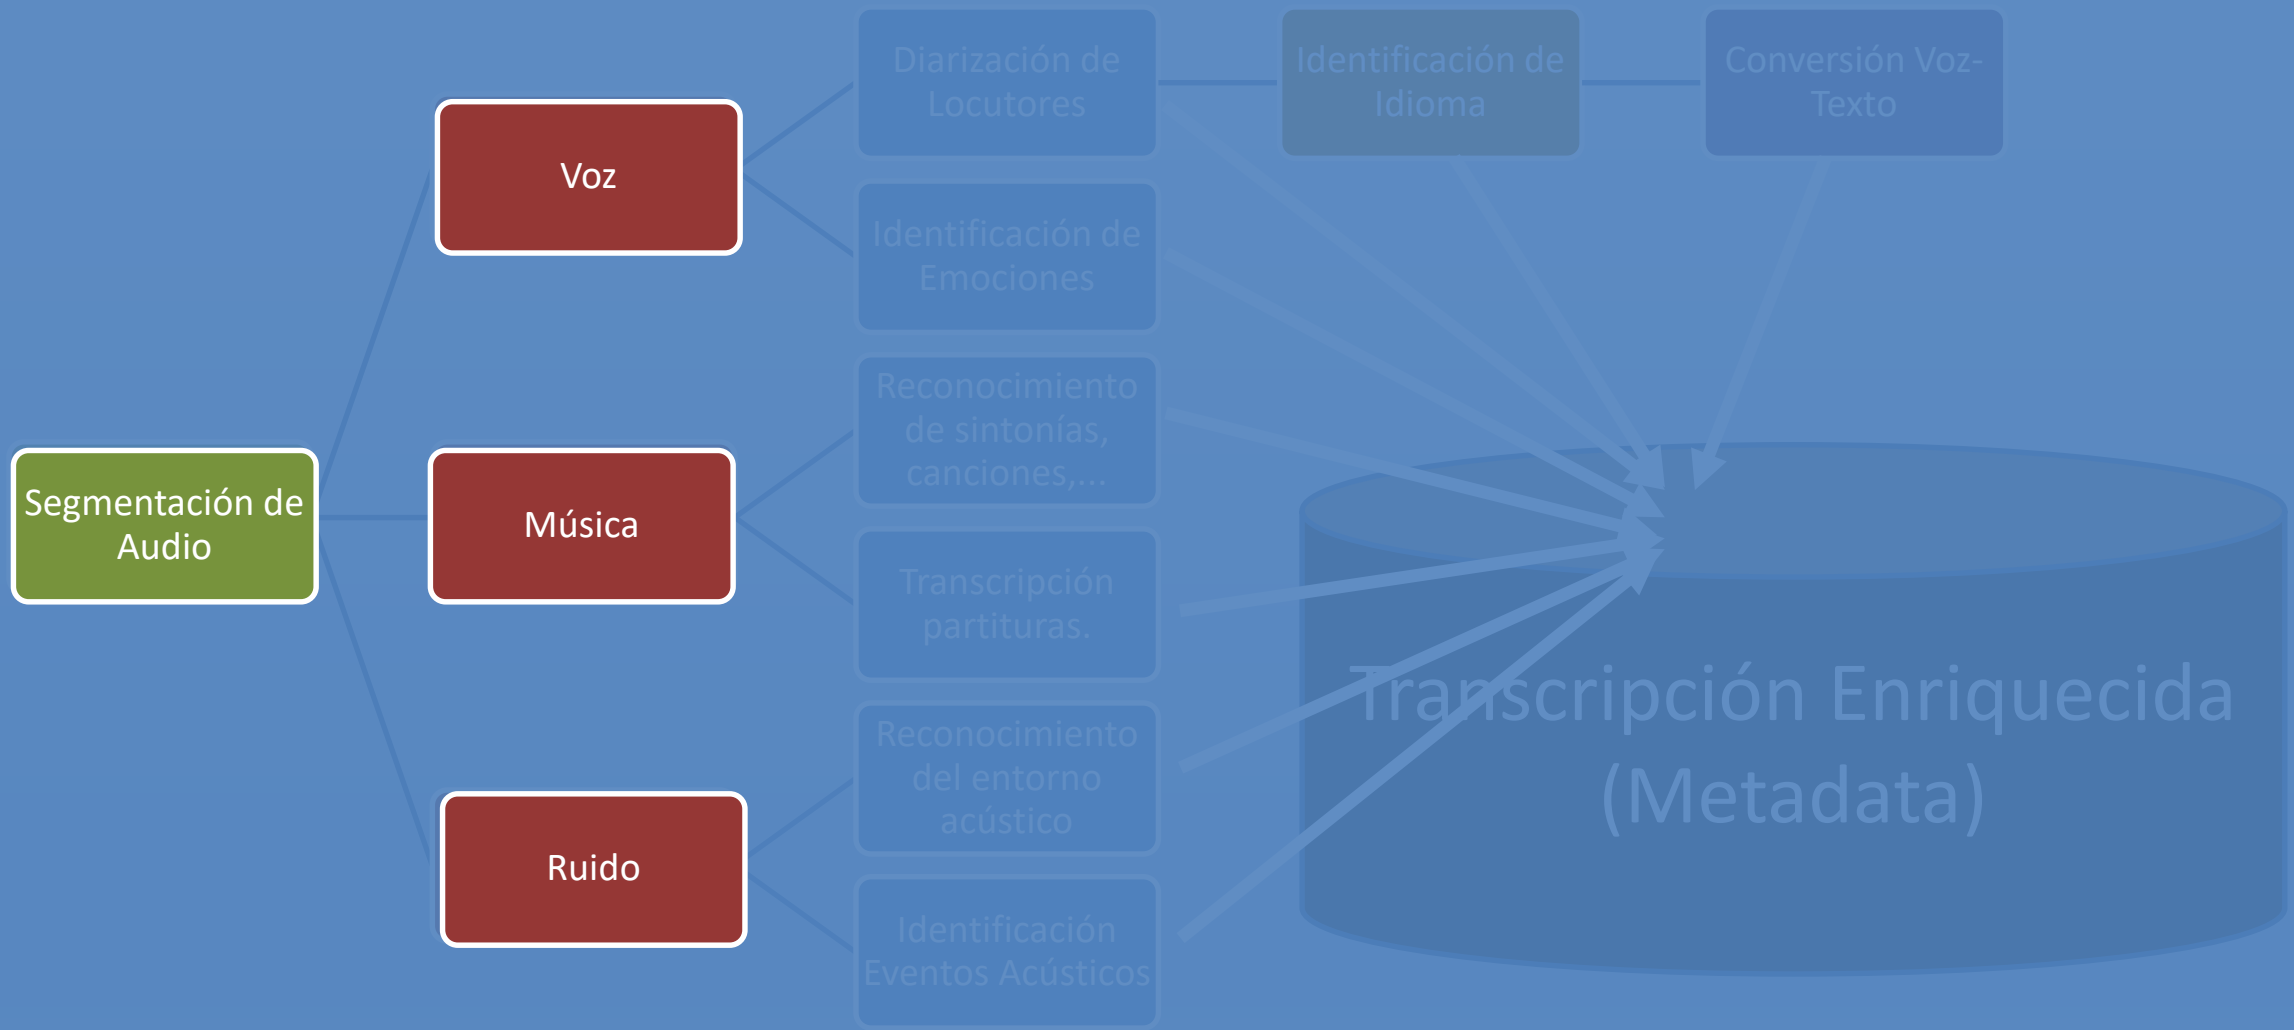 Segmentación de
Audio
Voz
Música
Ruido
Diarización de
Locutores
Identificación de
Idioma
Conversión Voz-
Texto
Identificación de
Emociones
Reconocimiento
de sintonías,
canciones,...
Transcripción
partituras.
Reconocimiento
del entorno
acústico
Identificación
Eventos Acústicos
Transcripción Enriquecida
(Metadata)